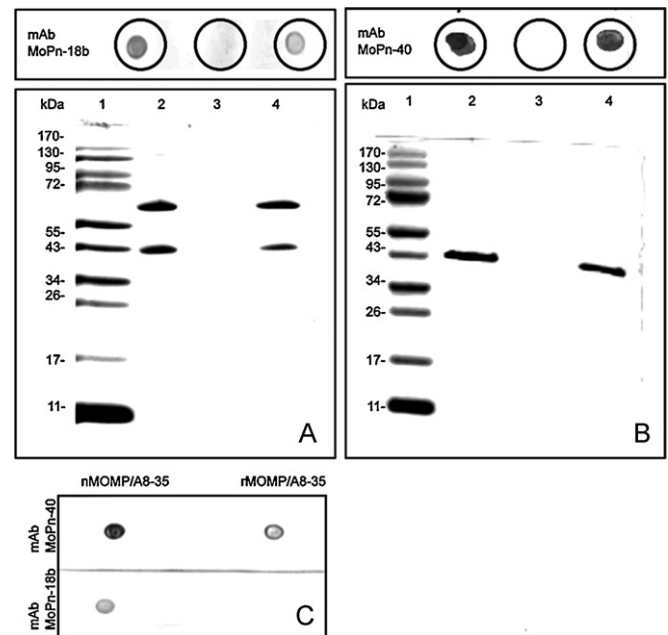 mAb
MoPn-18b
kDa 1 2 3 4
170-
130-
95-
72-
55-
43-
34-
26-
17-
11-
A
mAb
MoPn-40
kDa 1 2 3 4
170-
130-
95-
72-
55-
43-
34-
26-
17-
11-
B
nMOMP/A8-35 rMOMP/A8-35
mAb
MoPn-40
mAb
MoPn-18b
C